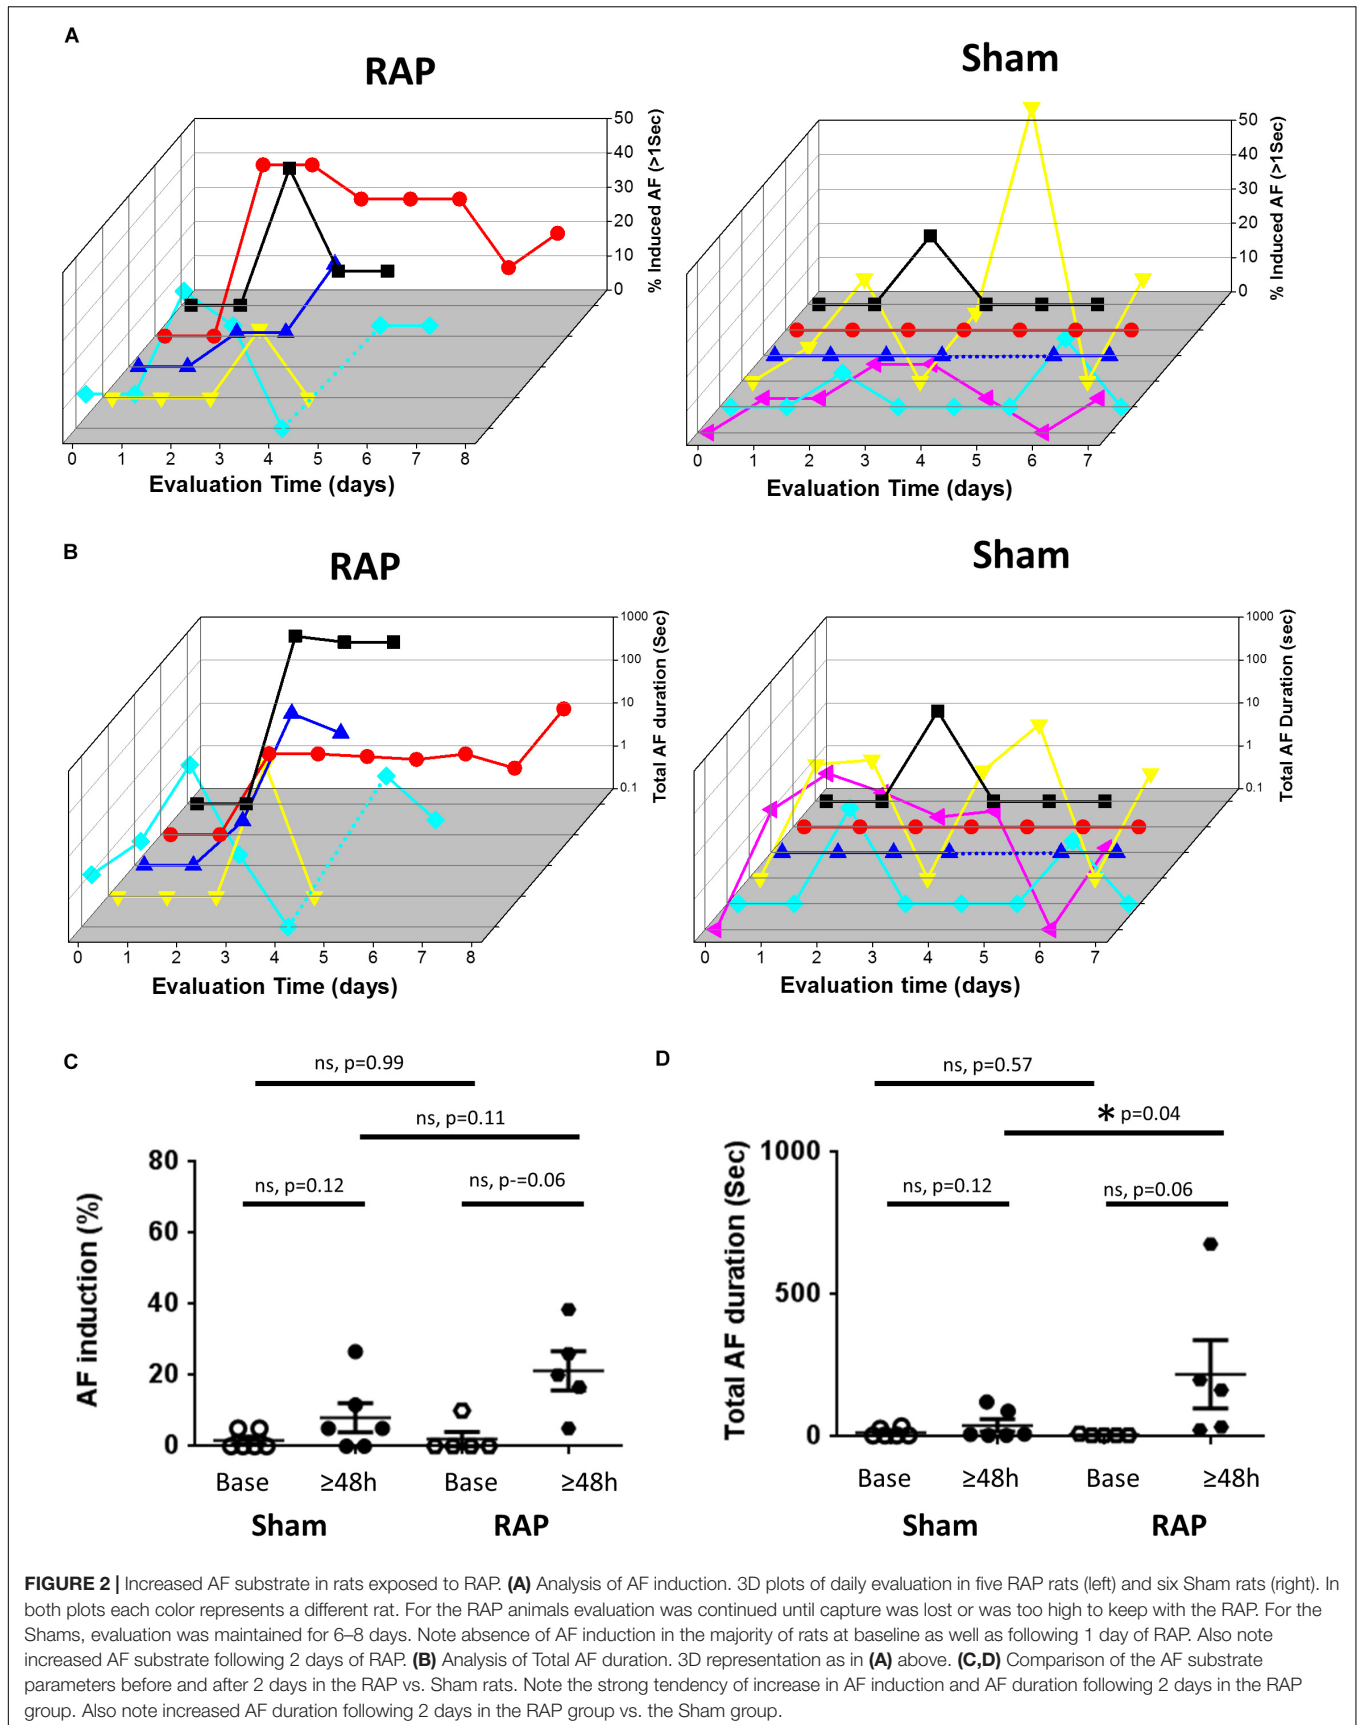 A
RAP
Sham
50
40
30
20
10
0
% Induced AF (>1Sec)
0 1 2 3 4 5 6 7 8
Evaluation Time (days)
50
40
30
20
10
0
% Induced AF (>1Sec)
0 1 2 3 4 5 6 7
Evaluation Time (days)
B
RAP
Sham
1000
100
10
1
0.1
Total AF duration (Sec)
0 1 2 3 4 5 6 7 8
Evaluation Time (days)
1000
100
10
1
0.1
Total AF Duration (sec)
0 1 2 3 4 5 6 7
Evaluation time (days)
C
ns, p=0.99
ns, p=0.11
ns, p=0.12
ns, p-=0.06
80
60
40
20
0
AF induction (%)
Base ≥48h Base ≥48h
Sham RAP
D
ns, p=0.57
* p=0.04
ns, p=0.12
ns, p=0.06
1000
500
0
Total AF duration (Sec)
Base ≥48h Base ≥48h
Sham RAP
FIGURE 2 | Increased AF substrate in rats exposed to RAP. (A) Analysis of AF induction. 3D plots of daily evaluation in five RAP rats (left) and six Sham rats (right). In
both plots each color represents a different rat. For the RAP animals evaluation was continued until capture was lost or was too high to keep with the RAP. For the
Shams, evaluation was maintained for 6–8 days. Note absence of AF induction in the majority of rats at baseline as well as following 1 day of RAP. Also note
increased AF substrate following 2 days of RAP. (B) Analysis of Total AF duration. 3D representation as in (A) above. (C,D) Comparison of the AF substrate
parameters before and after 2 days in the RAP vs. Sham rats. Note the strong tendency of increase in AF induction and AF duration following 2 days in the RAP
group. Also note increased AF duration following 2 days in the RAP group vs. the Sham group.